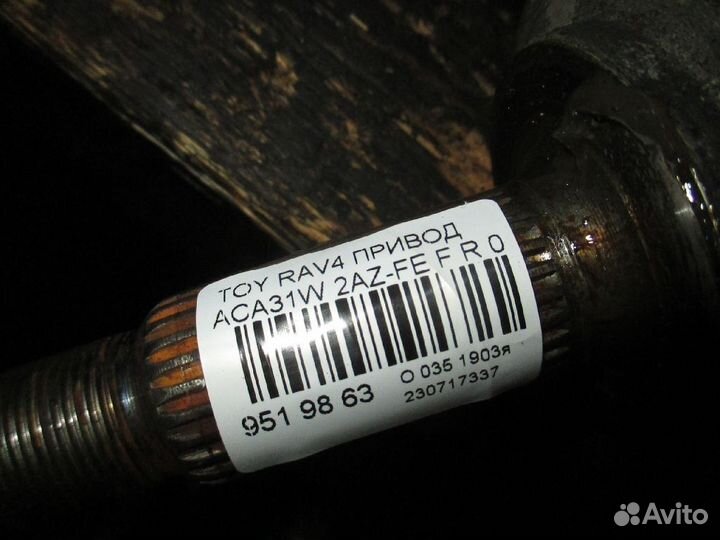 TOY RAV4 ПРИВОД
ACA31W 2AZ-FE F R 0
951 98 63
O 035 1903я
230717337
Avito